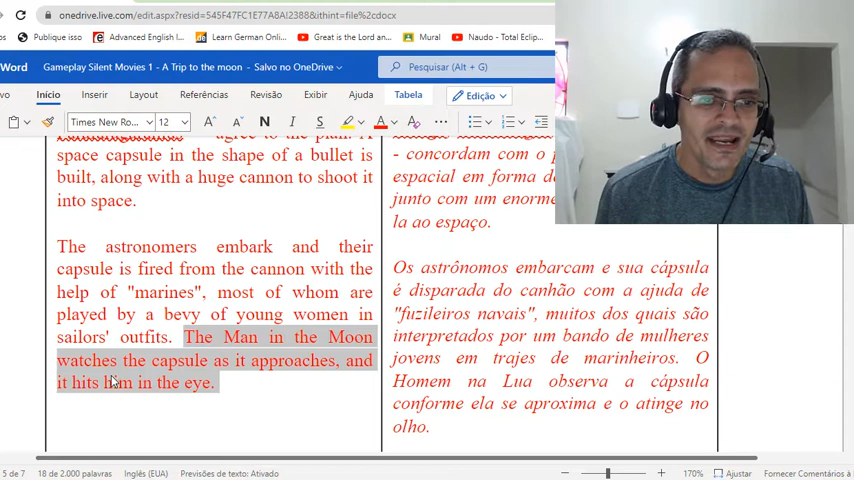 onedrive.live.com/edit.aspx?resid=545F47FC1E77A8A!2388&ithint=file%2cdocx
Publique isso
Advanced English I...
Learn German Onlin...
Great is the Lord and...
Mural
Naudo - Total Eclip...
Word
Gameplay Silent Movies 1 - A Trip to the moon - Salvo no OneDrive
Pesquisar (Alt + G)
vo
Início
Inserir
Layout
Referências
Revisão
Exibir
Ajuda
Tabela
Edição
Times New Ro...
12
A
A
N
I
S
A
agree to the plan. A
space capsule in the shape of a bullet is
built, along with a huge cannon to shoot it
into space.
The astronomers embark and their
capsule is fired from the cannon with the
help of "marines", most of whom are
played by a bevy of young women in
sailors' outfits. The Man in the Moon
watches the capsule as it approaches, and
it hits him in the eye.
- concordam com o p
espacial em forma de
junto com um enorme
la ao espaço.
Os astrônomos embarcam e sua cápsula
é disparada do canhão com a ajuda de
"fuzileiros navais", muitos dos quais são
interpretados por um bando de mulheres
jovens em trajes de marinheiros. O
Homem na Lua observa a cápsula
conforme ela se aproxima e o atinge no
olho.
5 de 7
18 de 2.000 palavras
Inglês (EUA)
Previsões de texto: Ativado
170%
Ajustar
Fornecer Comentários à